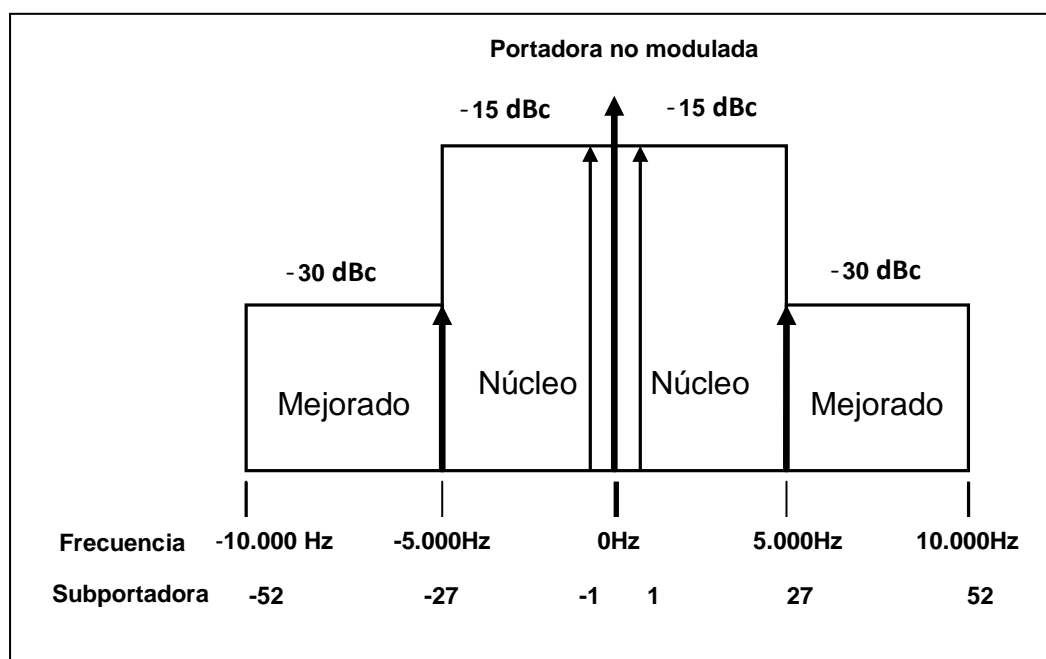 Portadora no modulada
-15 dBc -15 dBc
-30 dBc -30 dBc
Núcleo Núcleo
Mejorado Mejorado
Frecuencia -10.000 Hz -5.000Hz 0Hz 5.000Hz 10.000Hz
Subportadora -52 -27 -1 1 27 52